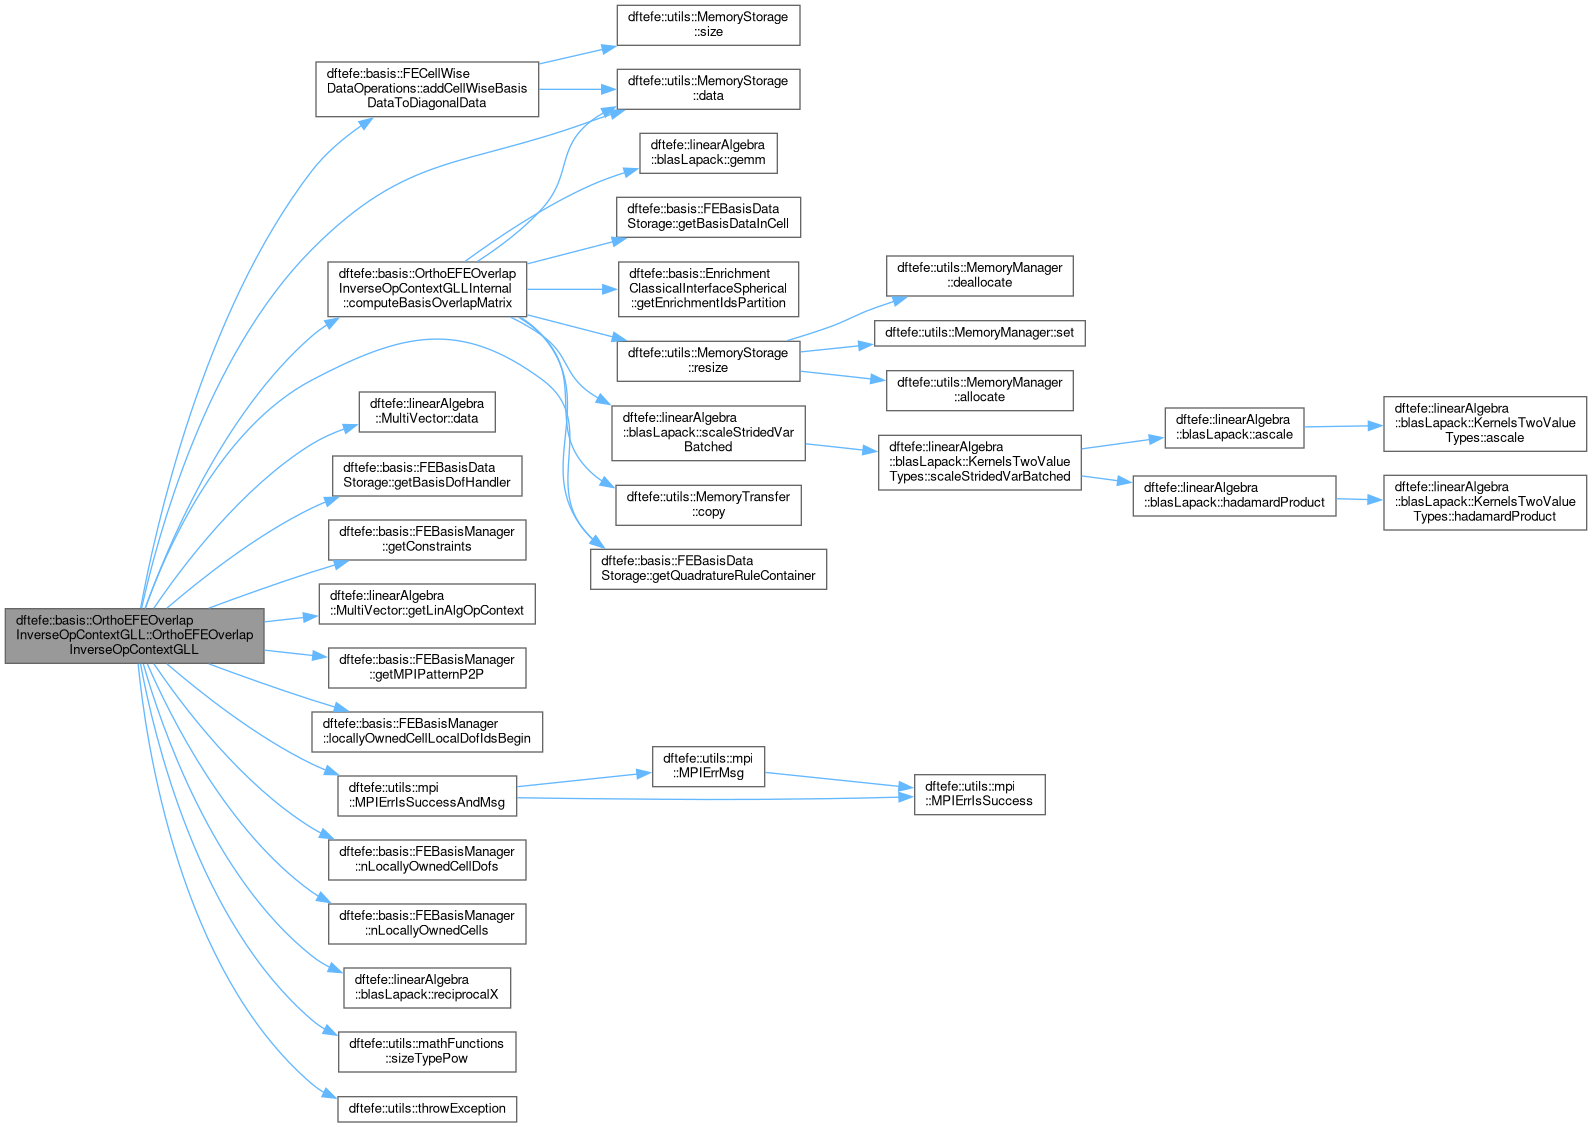 dftefe::basis::OrthoEFEOverlap
InverseOpContextGLL::OrthoEFEOverlap
InverseOpContextGLL
dftefe::basis::FECellWise
DataOperations::addCellWiseBasis
DataToDiagonalData
dftefe::utils::MemoryStorage
::size
dftefe::utils::MemoryStorage
::data
dftefe::basis::OrthoEFEOverlap
InverseOpContextGLLInternal
::computeBasisOverlapMatrix
dftefe::linearAlgebra
::blasLapack::gemm
dftefe::basis::FEBasisData
Storage::getBasisDataInCell
dftefe::basis::Enrichment
ClassicalInterfaceSpherical
::getEnrichmentIdsPartition
dftefe::utils::MemoryStorage
::resize
dftefe::utils::MemoryManager
::deallocate
dftefe::utils::MemoryManager::set
dftefe::utils::MemoryManager
::allocate
dftefe::linearAlgebra
::blasLapack::scaleStridedVar
Batched
dftefe::linearAlgebra
::blasLapack::KernelsTwoValue
Types::scaleStridedVarBatched
dftefe::linearAlgebra
::blasLapack::ascale
dftefe::linearAlgebra
::blasLapack::KernelsTwoValue
Types::ascale
dftefe::linearAlgebra
::blasLapack::hadamardProduct
dftefe::linearAlgebra
::blasLapack::KernelsTwoValue
Types::hadamardProduct
dftefe::utils::MemoryTransfer
::copy
dftefe::basis::FEBasisData
Storage::getQuadratureRuleContainer
dftefe::linearAlgebra
::MultiVector::data
dftefe::basis::FEBasisData
Storage::getBasisDofHandler
dftefe::basis::FEBasisManager
::getConstraints
dftefe::linearAlgebra
::MultiVector::getLinAlgOpContext
dftefe::basis::FEBasisManager
::getMPIPatternP2P
dftefe::basis::FEBasisManager
::locallyOwnedCellLocalDofIdsBegin
dftefe::utils::mpi
::MPIErrIsSuccessAndMsg
dftefe::utils::mpi
::MPIErrMsg
dftefe::utils::mpi
::MPIErrIsSuccess
dftefe::basis::FEBasisManager
::nLocallyOwnedCellDofs
dftefe::basis::FEBasisManager
::nLocallyOwnedCells
dftefe::linearAlgebra
::blasLapack::reciprocalX
dftefe::utils::mathFunctions
::sizeTypePow
dftefe::utils::throwException